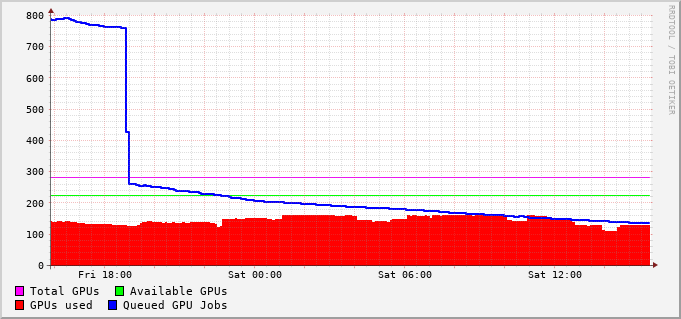 800
700
600
500
400
300
200
100
0
Fri 18:00 Sat 00:00 Sat 06:00 Sat 12:00
Total GPUs Available GPUs
GPUs used Queued GPU Jobs
RRDTOOL / TOBI OETIKER